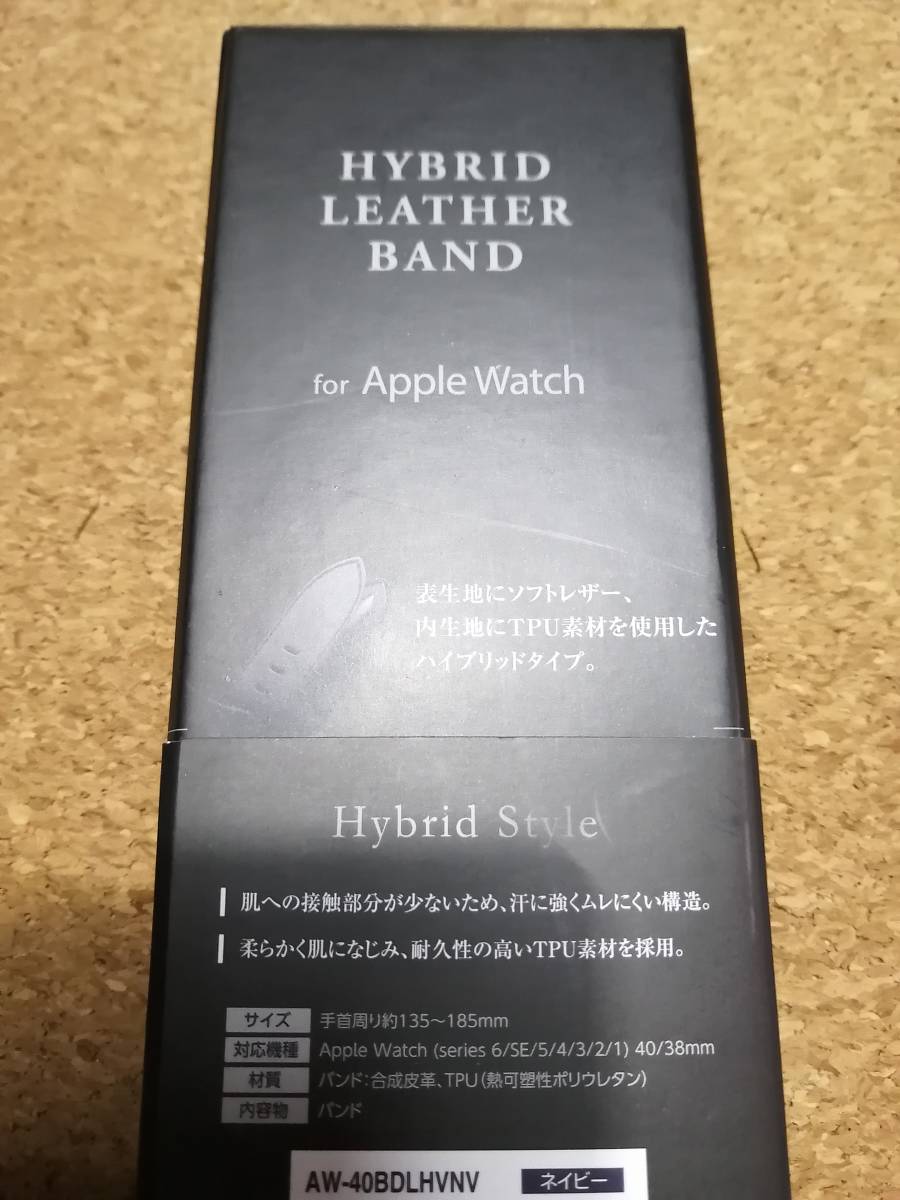 HYBRID
LEATHER
BAND
for Apple Watch
表生地にソフトレザー、
内生地にTPU素材を使用した
ハイブリッドタイプ。
Hybrid Style
肌への接触部分が少ないため、汗に強くムレにくい構造。
柔らかく肌になじみ、耐久性の高いTPU素材を採用。
サイズ 手首周り約135～185mm
対応機種 Apple Watch (series 6/SE/5/4/3/2/1) 40/38mm
材質 バンド：合成皮革、TPU（熱可塑性ポリウレタン）
内容物 バンド
AW-40BDLHVNV ネイビー